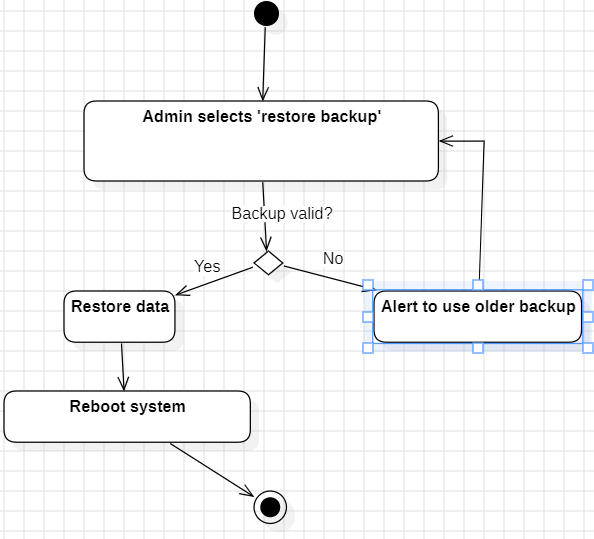 Admin selects 'restore backup'
Backup valid?
Yes
No
Restore data
Alert to use older backup
Reboot system